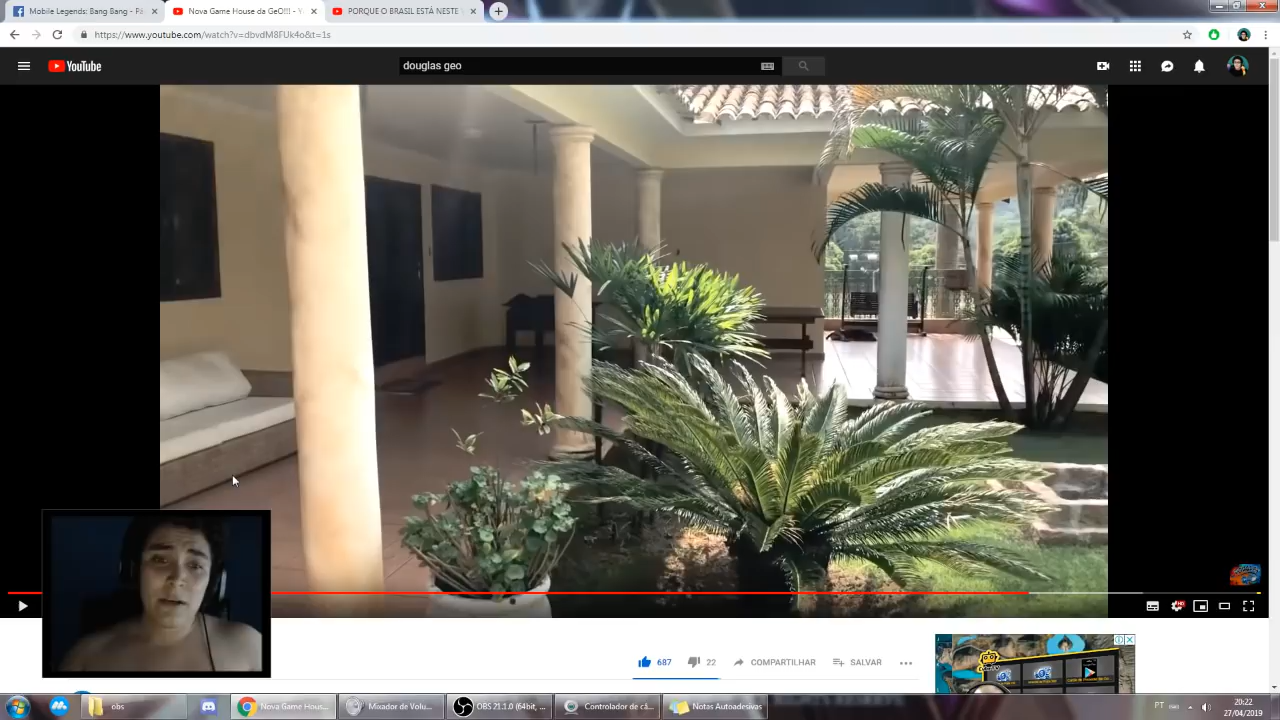 Mobile Legends: Bang Bang - Pá
Nova Game House da GeO!!! - Y
PORQUE O BRASIL ESTÁ NESTE
https://www.youtube.com/watch?v=dbvdM8FUk4o&t=1s
YouTube
douglas geo
HD
687
22
COMPARTILHAR
SALVAR
obs
Nova Game Hous...
Mixador de Volu...
OBS 21.1.0 (64bit, ...
Controlador de câ...
Notas Autoadesivas
PT
20:22
27/04/2019